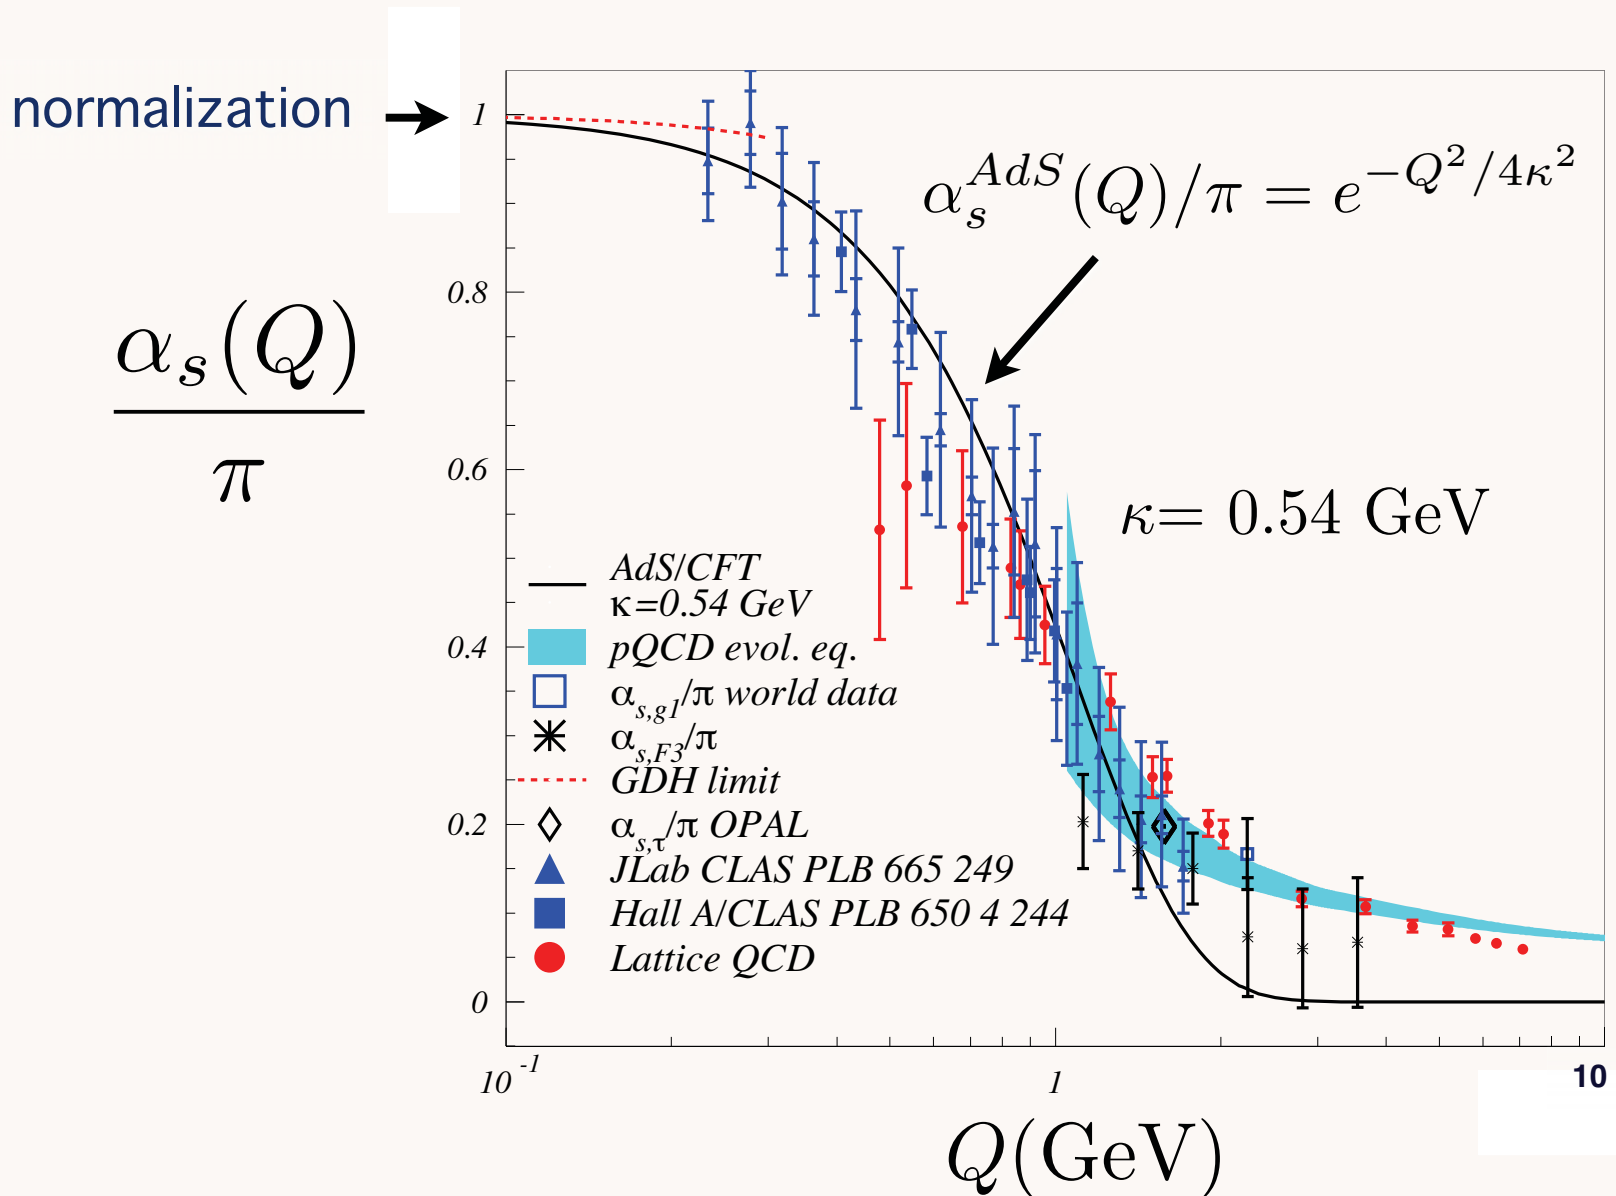 normalization
1
0.8
0.6
0.4
0.2
0
α_s(Q)
π
α_s^{AdS}(Q)/π = e^{-Q²/4κ²}
κ= 0.54 GeV
AdS/CFT
κ=0.54 GeV
pQCD evol. eq.
α_{s,g1}/π world data
α_{s,F3}/π
GDH limit
α_{s,τ}/π OPAL
JLab CLAS PLB 665 249
Hall A/CLAS PLB 650 4 244
Lattice QCD
10^{-1}
1
10
Q(GeV)